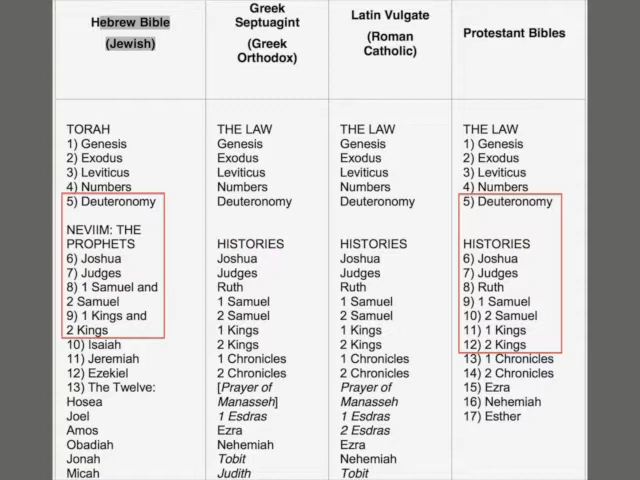 Hebrew Bible
(Jewish)
Greek
Septuagint
(Greek
Orthodox)
Latin Vulgate
(Roman
Catholic)
Protestant Bibles
TORAH
1) Genesis
2) Exodus
3) Leviticus
4) Numbers
5) Deuteronomy
NEVIIM: THE
PROPHETS
6) Joshua
7) Judges
8) 1 Samuel and
2 Samuel
9) 1 Kings and
2 Kings
10) Isaiah
11) Jeremiah
12) Ezekiel
13) The Twelve:
Hosea
Joel
Amos
Obadiah
Jonah
Micah
THE LAW
Genesis
Exodus
Leviticus
Numbers
Deuteronomy
HISTORIES
Joshua
Judges
Ruth
1 Samuel
2 Samuel
1 Kings
2 Kings
1 Chronicles
2 Chronicles
[Prayer of
Manasseh]
1 Esdras
Ezra
Nehemiah
Tobit
Judith
THE LAW
Genesis
Exodus
Leviticus
Numbers
Deuteronomy
HISTORIES
Joshua
Judges
Ruth
1 Samuel
2 Samuel
1 Kings
2 Kings
1 Chronicles
2 Chronicles
Prayer of
Manasseh
1 Esdras
2 Esdras
Ezra
Nehemiah
Tobit
THE LAW
1) Genesis
2) Exodus
3) Leviticus
4) Numbers
5) Deuteronomy
HISTORIES
6) Joshua
7) Judges
8) Ruth
9) 1 Samuel
10) 2 Samuel
11) 1 Kings
12) 2 Kings
13) 1 Chronicles
14) 2 Chronicles
15) Ezra
16) Nehemiah
17) Esther